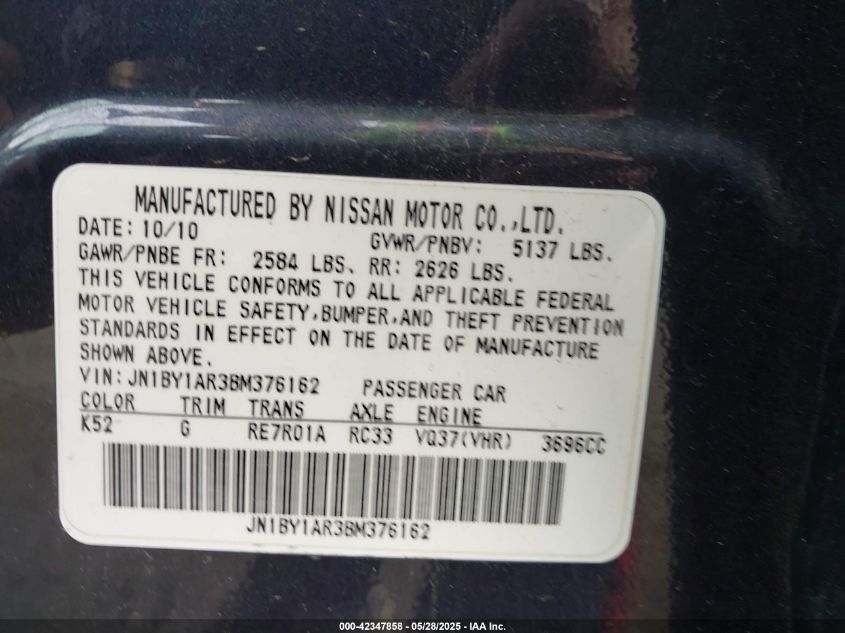 MANUFACTURED BY NISSAN MOTOR CO.,LTD.
DATE: 10/10 GVWR/PNBV: 5137 LBS.
GAWR/PNBE FR: 2584 LBS. RR: 2626 LBS.
THIS VEHICLE CONFORMS TO ALL APPLICABLE FEDERAL
MOTOR VEHICLE SAFETY,BUMPER,AND THEFT PREVENTION
STANDARDS IN EFFECT ON THE DATE OF MANUFACTURE
SHOWN ABOVE.
VIN: JN1BY1AR3BM376162 PASSENGER CAR
COLOR TRIM TRANS AXLE ENGINE
K52 G RE7R01A RC33 VQ37(VHR) 3696CC
JN1BY1AR3BM376162
000-42347858 - 05/28/2025 - IAA Inc.